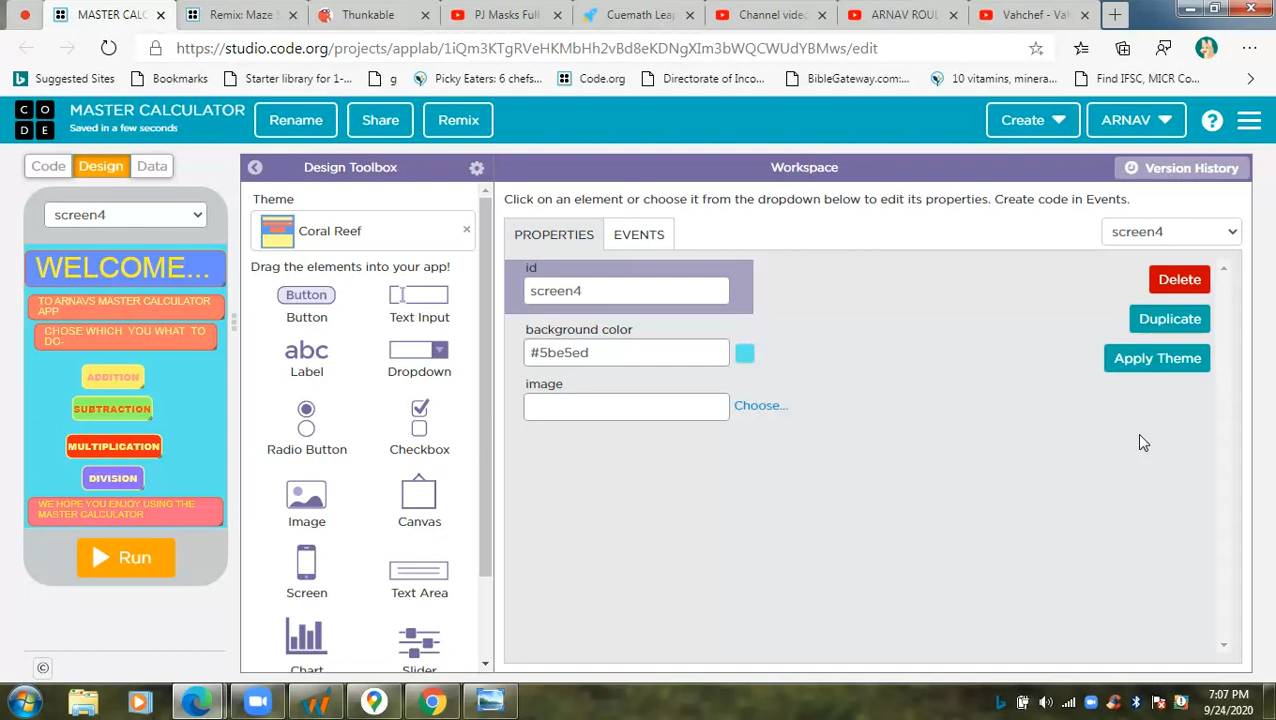 MASTER CALC
Remix: Maze S
Thunkable
PJ Masks Full
Cuemath Leap
Channel video
ARNAV ROUL
Vahchef - Vah
https://studio.code.org/projects/applab/1iQm3KTgRVeHKMbHh2vBd8eKDNgXIm3bWQCWUdYBMws/edit
Suggested Sites
Bookmarks
Starter library for 1-...
g
Picky Eaters: 6 chefs...
Code.org
Directorate of Inco...
BibleGateway.com:...
10 vitamins, minera...
Find IFSC, MICR Co...
CODE
MASTER CALCULATOR
Saved in a few seconds
Rename
Share
Remix
Create
ARNAV
?
Code
Design
Data
Design Toolbox
Workspace
Version History
screen4
Theme
Coral Reef
Click on an element or choose it from the dropdown below to edit its properties. Create code in Events.
PROPERTIES
EVENTS
screen4
WELCOME...
TO ARNAVS MASTER CALCULATOR
APP
CHOSE WHICH YOU WHAT TO
DO-
ADDITION
SUBTRACTION
MULTIPLICATION
DIVISION
WE HOPE YOU ENJOY USING THE
MASTER CALCULATOR
Run
Drag the elements into your app!
Button
Button
Text Input
abc
Label
Dropdown
Radio Button
Checkbox
Image
Canvas
Screen
Text Area
Chart
Slider
id
screen4
background color
#5be5ed
image
Choose...
Delete
Duplicate
Apply Theme
©
7:07 PM
9/24/2020